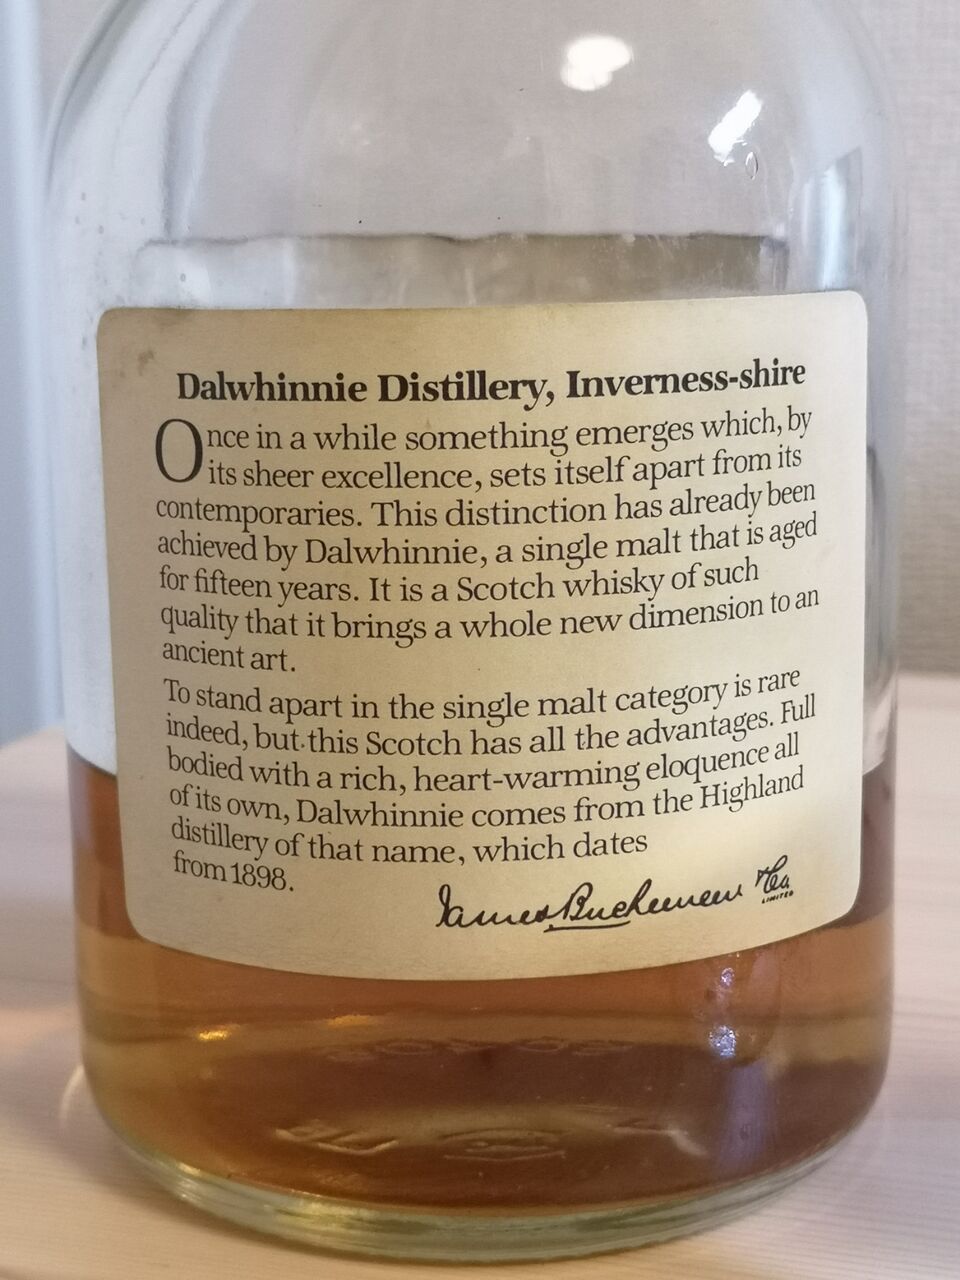 Dalwhinnie Distillery, Inverness-shire
Once in a while something emerges which, by
its sheer excellence, sets itself apart from its
contemporaries. This distinction has already been
achieved by Dalwhinnie, a single malt that is aged
for fifteen years. It is a Scotch whisky of such
quality that it brings a whole new dimension to an
ancient art.
To stand apart in the single malt category is rare
indeed, but this Scotch has all the advantages. Full
bodied with a rich, heart-warming eloquence all
of its own, Dalwhinnie comes from the Highland
distillery of that name, which dates
from 1898.
James Buchanan & Co.
LIMITED